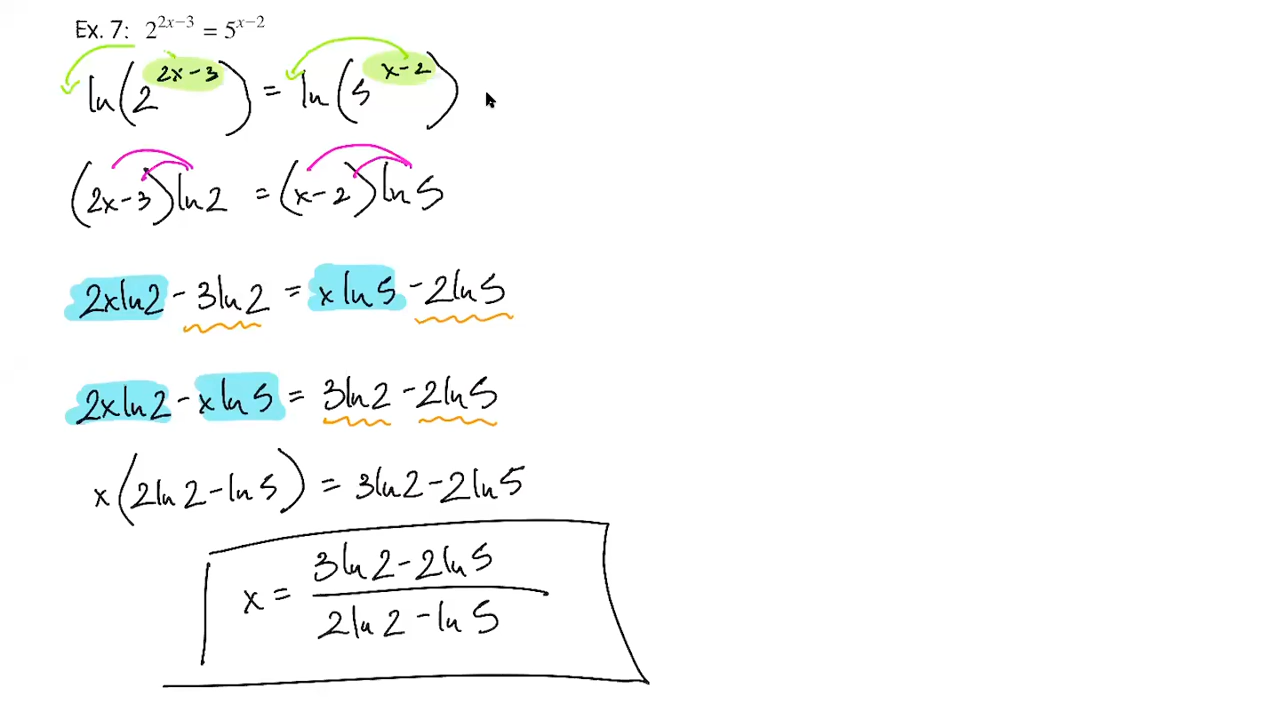 Ex. 7: 2^{2x−3} = 5^{x−2}
ln(2^{2x−3}) = ln(5^{x−2})
(2x−3)ln2 = (x−2)ln5
2xln2 − 3ln2 = xln5 − 2ln5
2xln2 − xln5 = 3ln2 − 2ln5
x(2ln2 − ln5) = 3ln2 − 2ln5
x = \frac{3ln2 − 2ln5}{2ln2 − ln5}